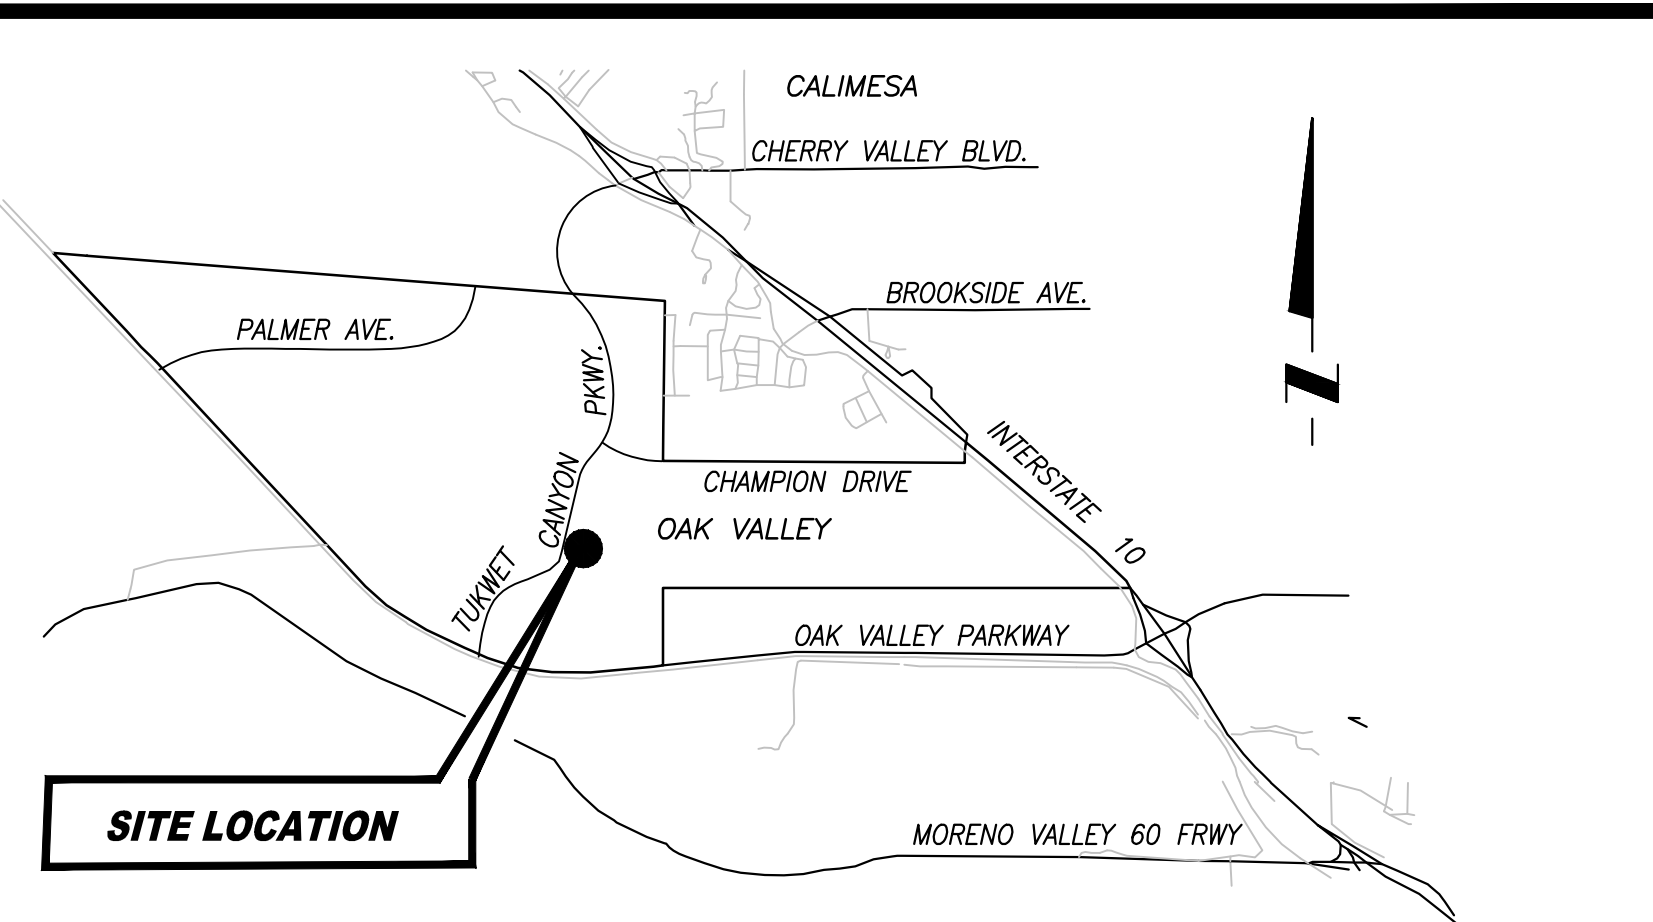 CALIMESA
CHERRY VALLEY BLVD.
BROOKSIDE AVE.
PALMER AVE.
PKWY.
CANYON
TUKWET
CHAMPION DRIVE
OAK VALLEY
INTERSTATE 10
OAK VALLEY PARKWAY
SITE LOCATION
MORENO VALLEY 60 FRWY
N